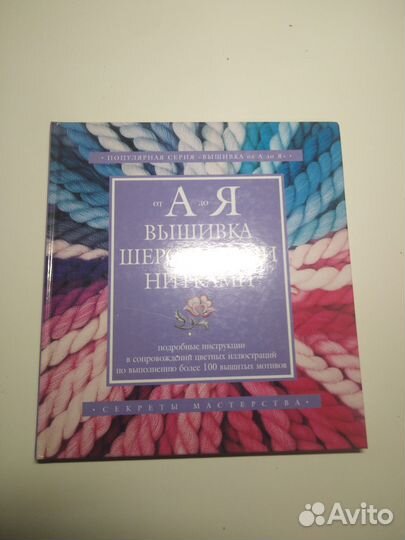 • ПОПУЛЯРНАЯ СЕРИЯ «ВЫШИВКА от А до Я» •
от А до Я
ВЫШИВКА
НИТКАМИ
подробные инструкции
в сопровождении цветных иллюстраций
по выполнению более 100 вышитых мотивов
• СЕКРЕТЫ МАСТЕРСТВА •
Avito